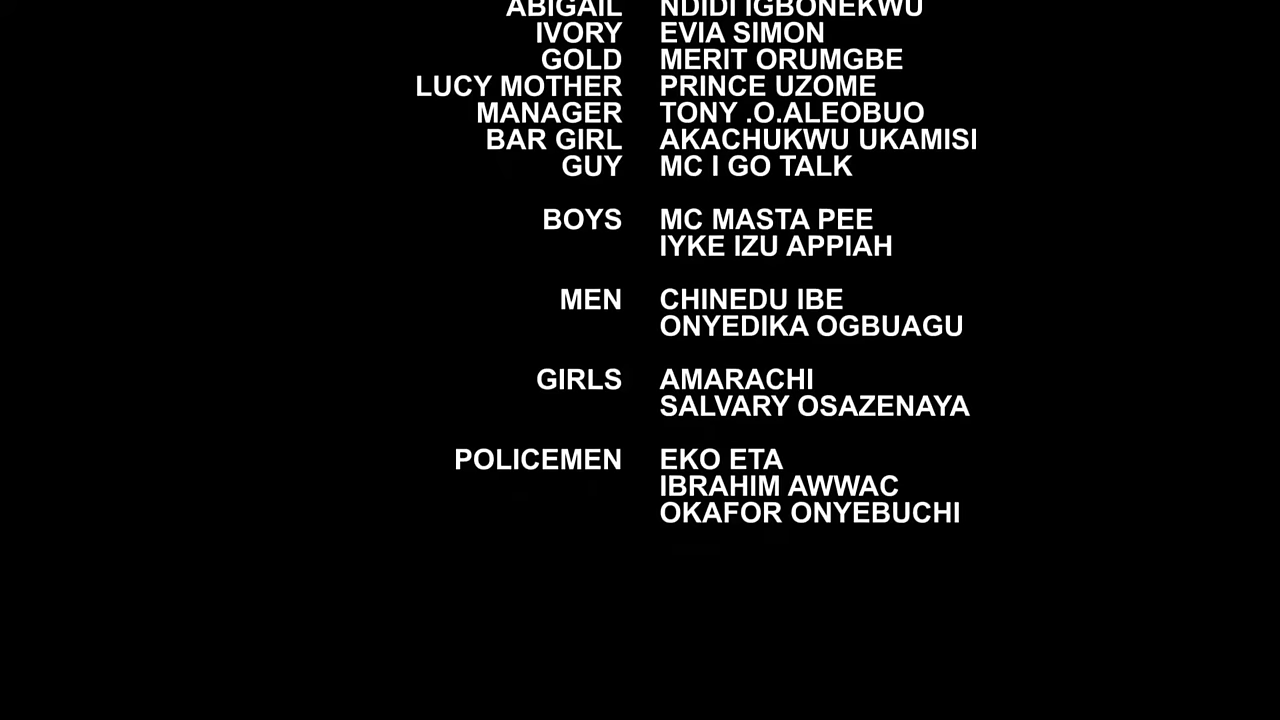 ABIGAIL NDIDI IGBONEKWU
IVORY EVIA SIMON
GOLD MERIT ORUMGBE
LUCY MOTHER PRINCE UZOME
MANAGER TONY .O.ALEOBUO
BAR GIRL AKACHUKWU UKAMISI
GUY MC I GO TALK
BOYS MC MASTA PEE
IYKE IZU APPIAH
MEN CHINEDU IBE
ONYEDIKA OGBUAGU
GIRLS AMARACHI
SALVARY OSAZENAYA
POLICEMEN EKO ETA
IBRAHIM AWWAC
OKAFOR ONYEBUCHI